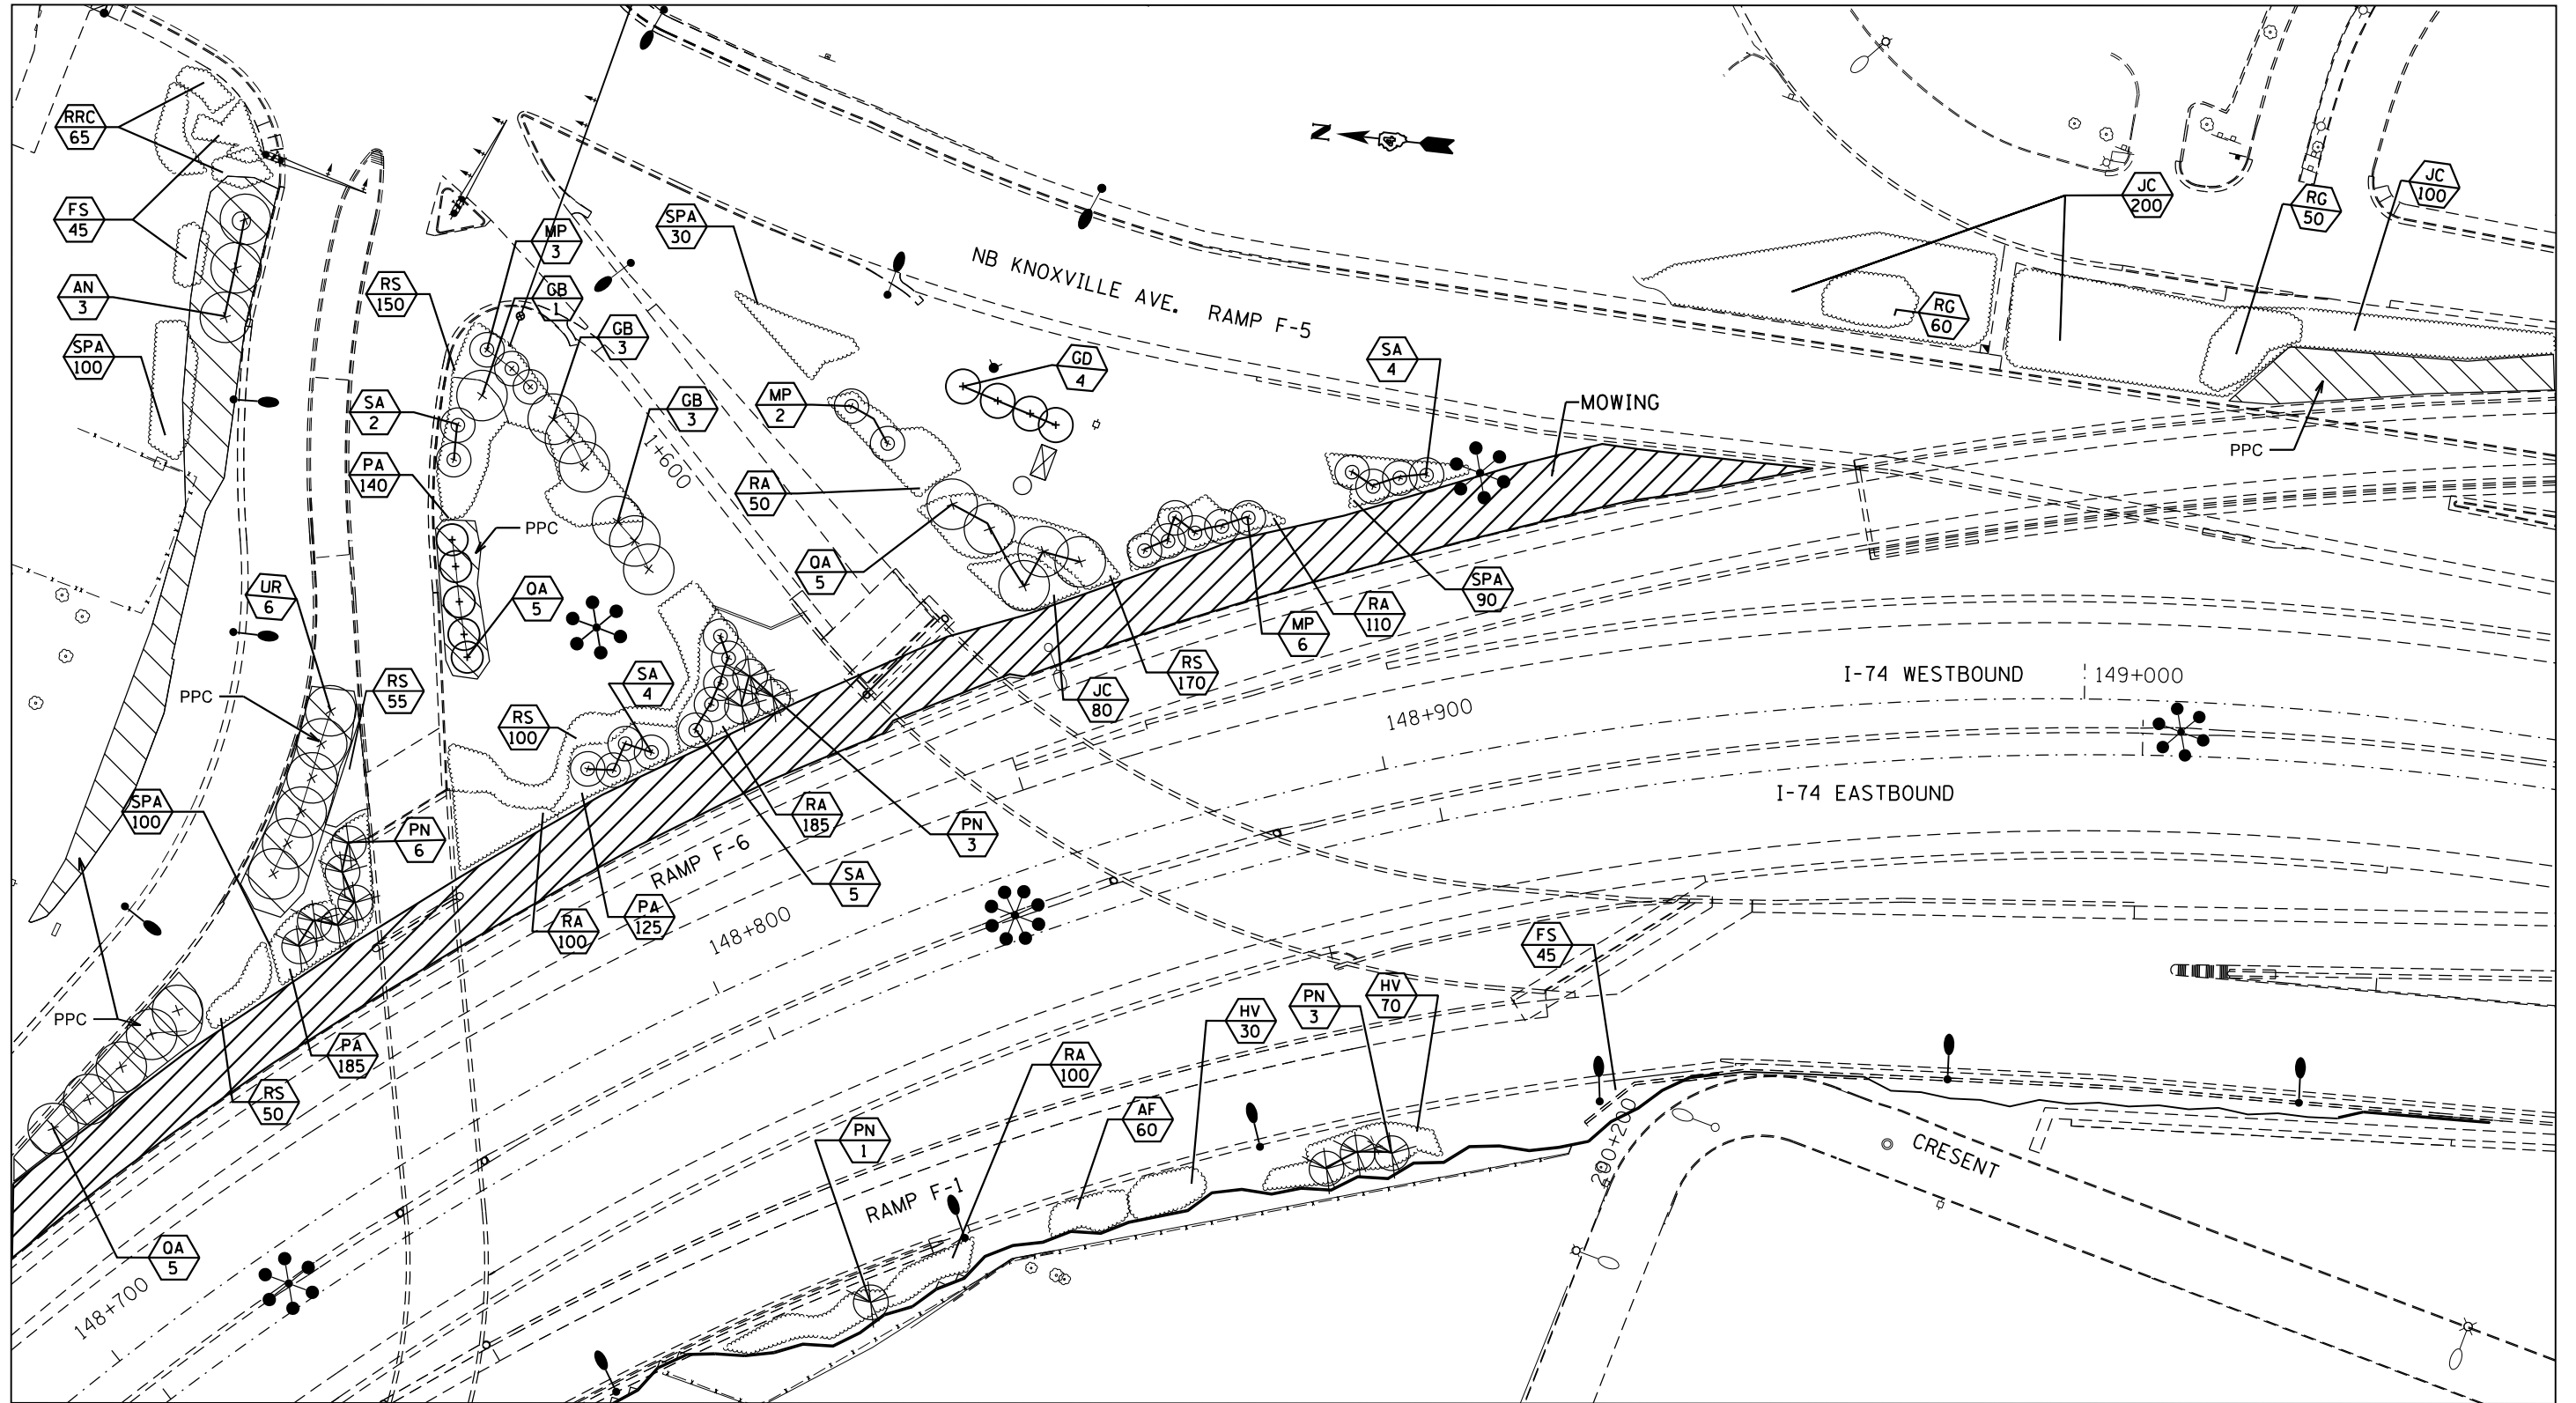 RRC
65
FS
45
AN
3
SPA
100
RS
150
MP
3
GB
1
GB
3
SPA
30
N
NB KNOXVILLE AVE. RAMP F-5
JC
200
RG
50
JC
100
RG
60
SA
2
PA
140
GB
3
1+600
MP
2
GD
4
SA
4
MOWING
PPC
RA
50
PPC
QA
5
QA
5
UR
6
SPA
90
RA
110
MP
6
RS
170
JC
80
PPC
RS
55
SA
4
RS
100
I-74 WESTBOUND
149+000
148+900
I-74 EASTBOUND
SPA
100
PN
6
RA
185
PN
3
RAMP F-6
SA
5
PA
125
RA
100
148+800
FS
45
PPC
PA
185
RS
50
HV
30
PN
3
HV
70
RA
100
AF
60
PN
1
RAMP F-1
200+200
CRESENT
QA
5
148+700